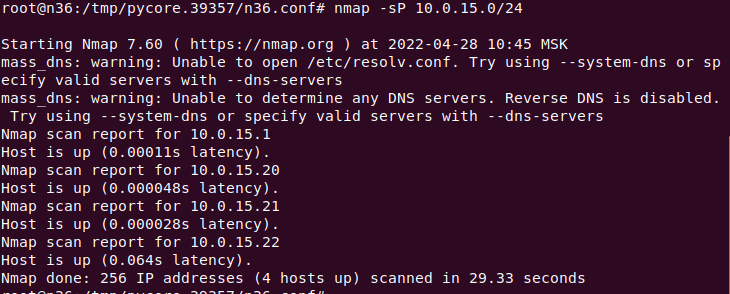 root@n36:/tmp/pycore.39357/n36.conf# nmap -sP 10.0.15.0/24
Starting Nmap 7.60 ( https://nmap.org ) at 2022-04-28 10:45 MSK
mass_dns: warning: Unable to open /etc/resolv.conf. Try using --system-dns or sp
ecify valid servers with --dns-servers
mass_dns: warning: Unable to determine any DNS servers. Reverse DNS is disabled.
 Try using --system-dns or specify valid servers with --dns-servers
Nmap scan report for 10.0.15.1
Host is up (0.00011s latency).
Nmap scan report for 10.0.15.20
Host is up (0.000048s latency).
Nmap scan report for 10.0.15.21
Host is up (0.000028s latency).
Nmap scan report for 10.0.15.22
Host is up (0.064s latency).
Nmap done: 256 IP addresses (4 hosts up) scanned in 29.33 seconds
root@n36:/tmp/pycore.39357/n36.conf#